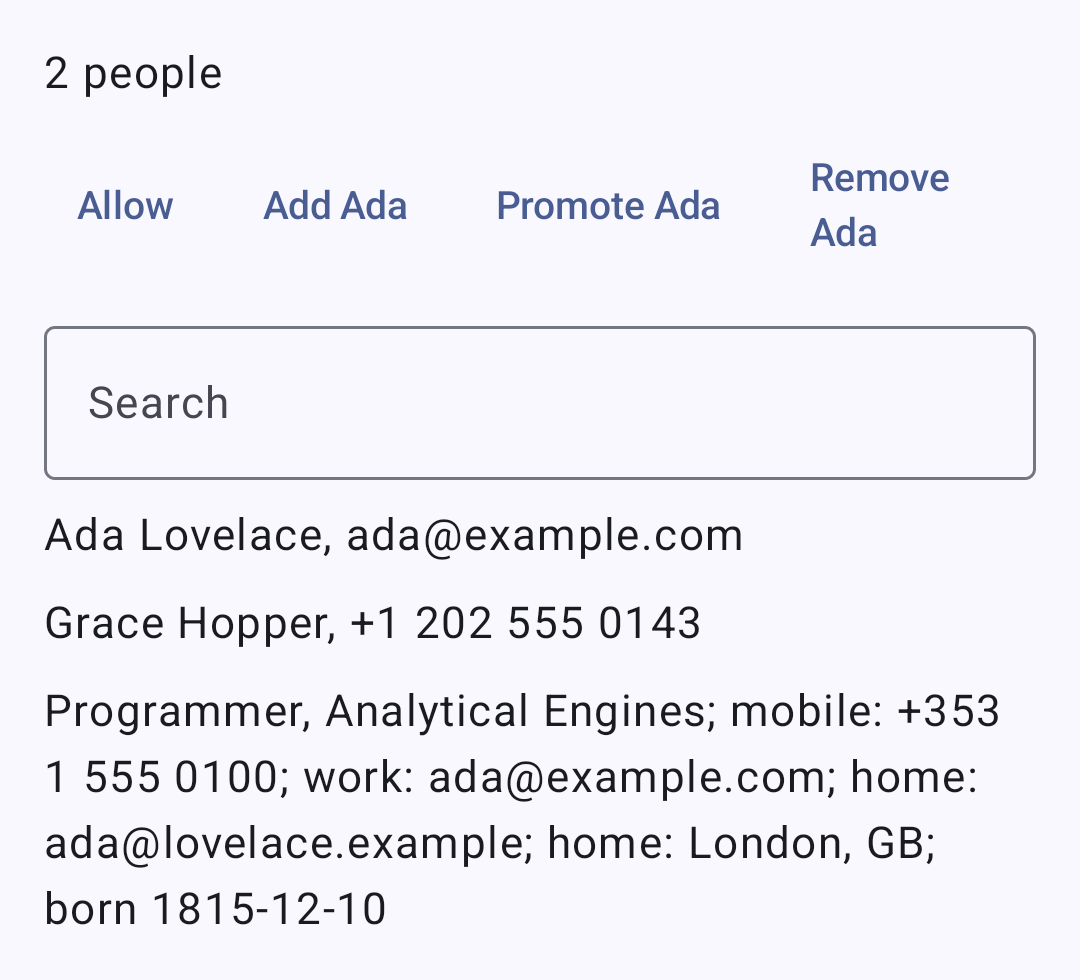 2 people
Allow
Add Ada
Promote Ada
Remove
Ada
Search
Ada Lovelace, ada@example.com
Grace Hopper, +1 202 555 0143
Programmer, Analytical Engines; mobile: +353
1 555 0100; work: ada@example.com; home:
ada@lovelace.example; home: London, GB;
born 1815-12-10